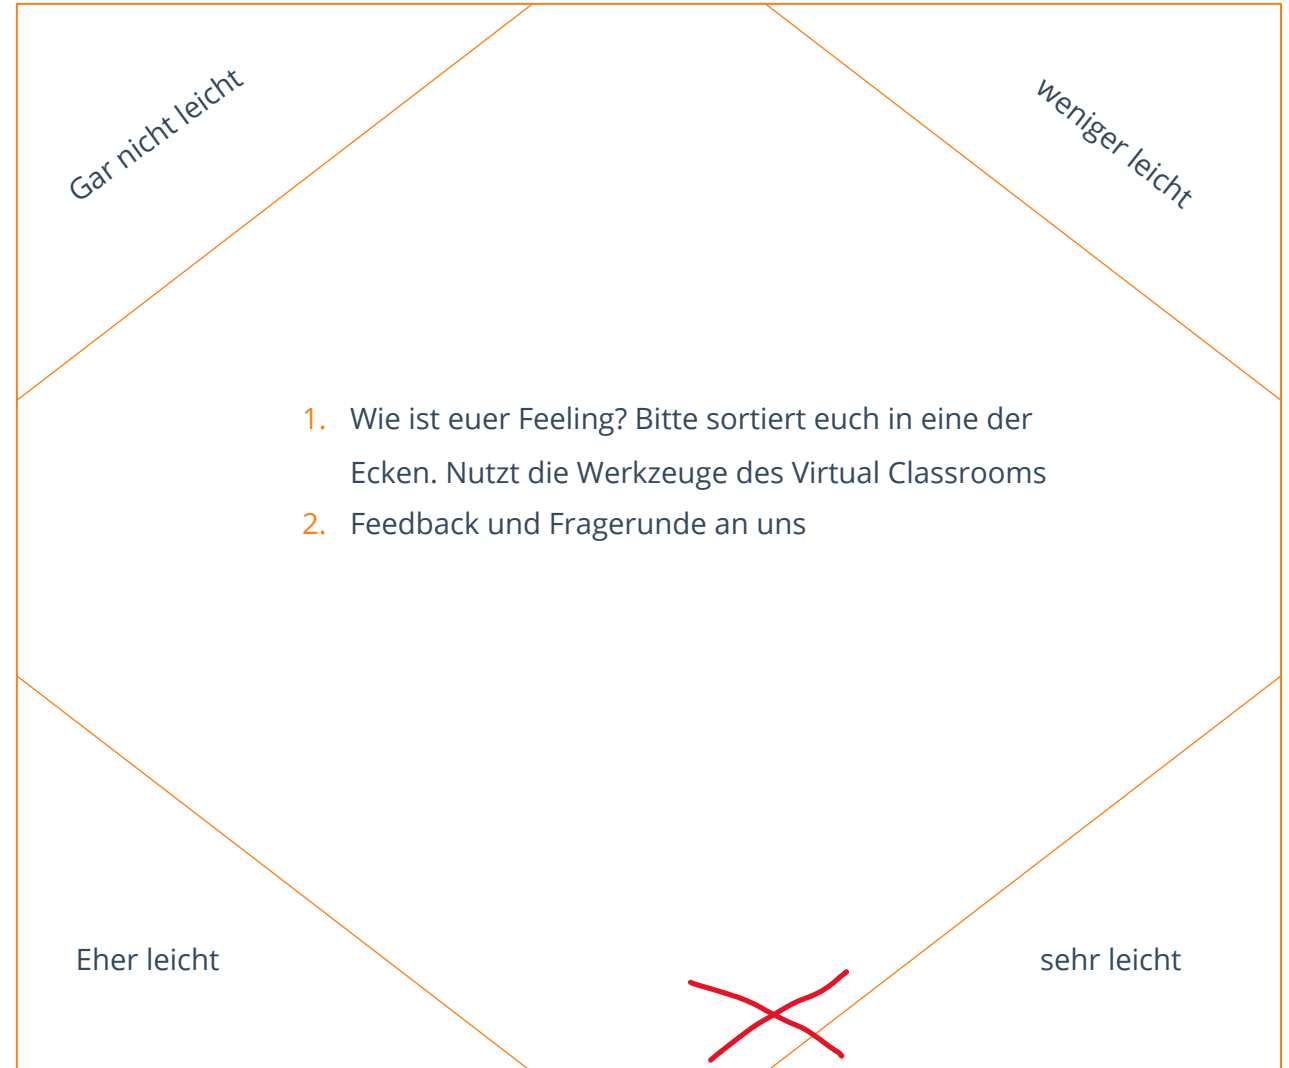 Gar nicht leicht
weniger leicht
1. Wie ist euer Feeling? Bitte sortiert euch in eine der
Ecken. Nutzt die Werkzeuge des Virtual Classrooms
2. Feedback und Fragerunde an uns
Eher leicht
sehr leicht